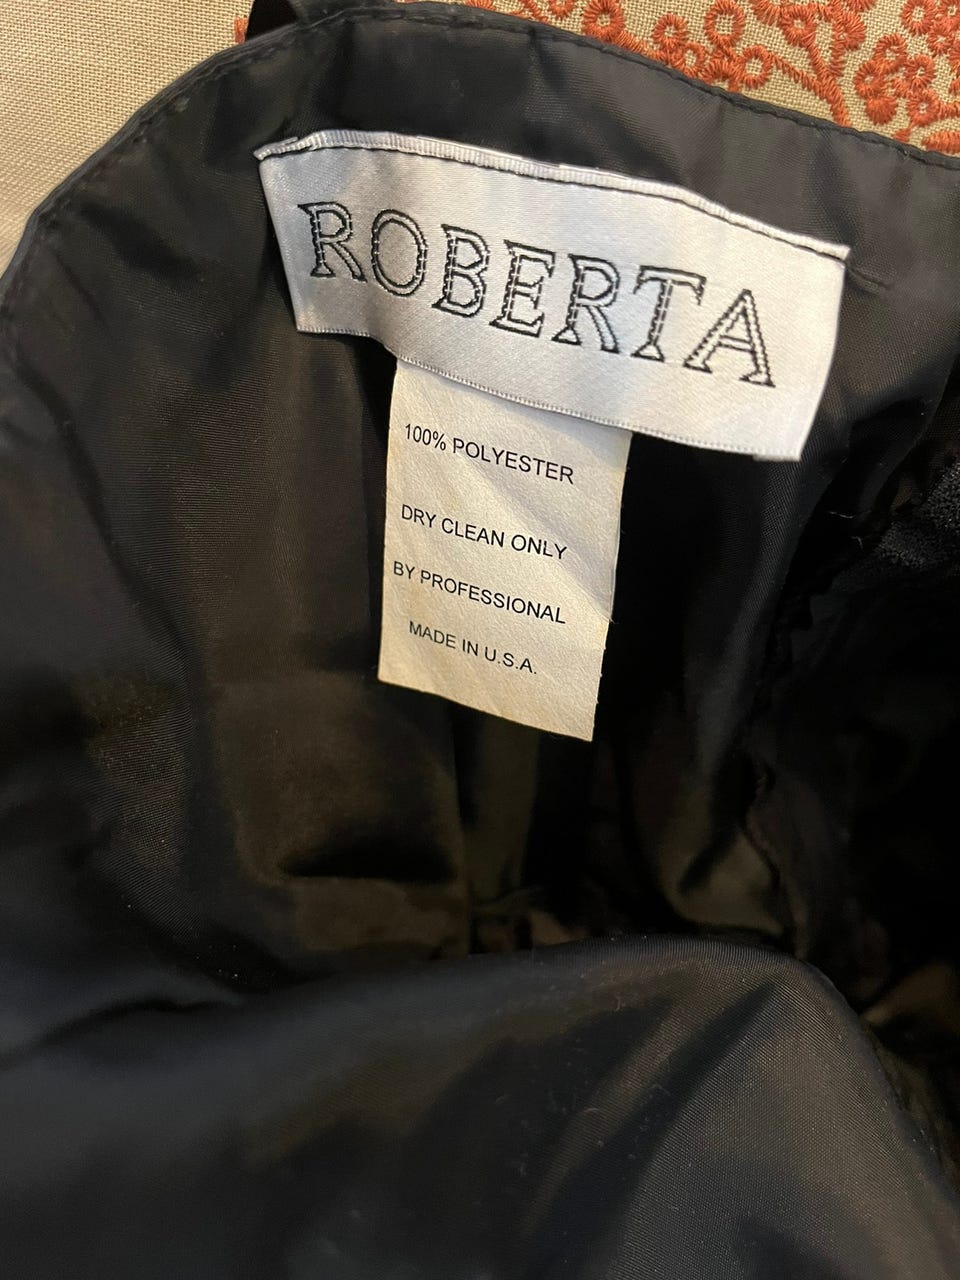 ROBERTA
100% POLYESTER
DRY CLEAN ONLY
BY PROFESSIONAL
MADE IN U.S.A.